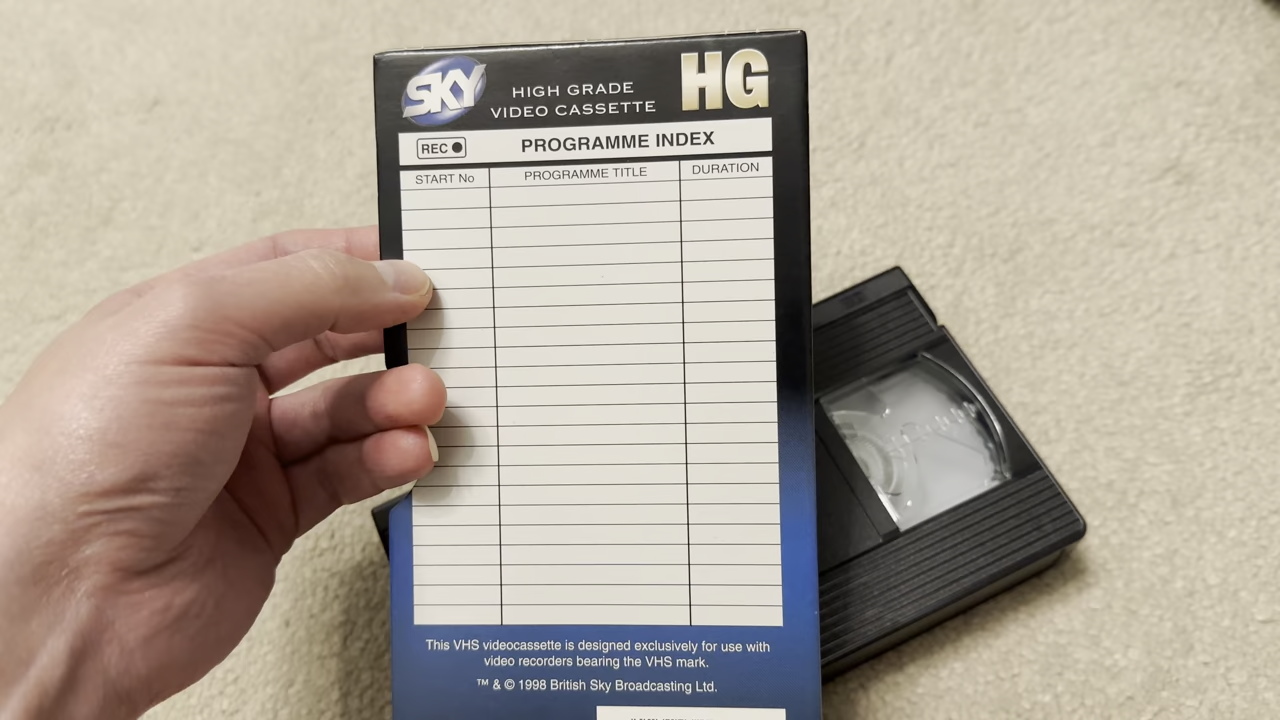 SKY
HIGH GRADE
VIDEO CASSETTE
HG
REC
PROGRAMME INDEX
START No
PROGRAMME TITLE
DURATION
This VHS videocassette is designed exclusively for use with
video recorders bearing the VHS mark.
™ & © 1998 British Sky Broadcasting Ltd.